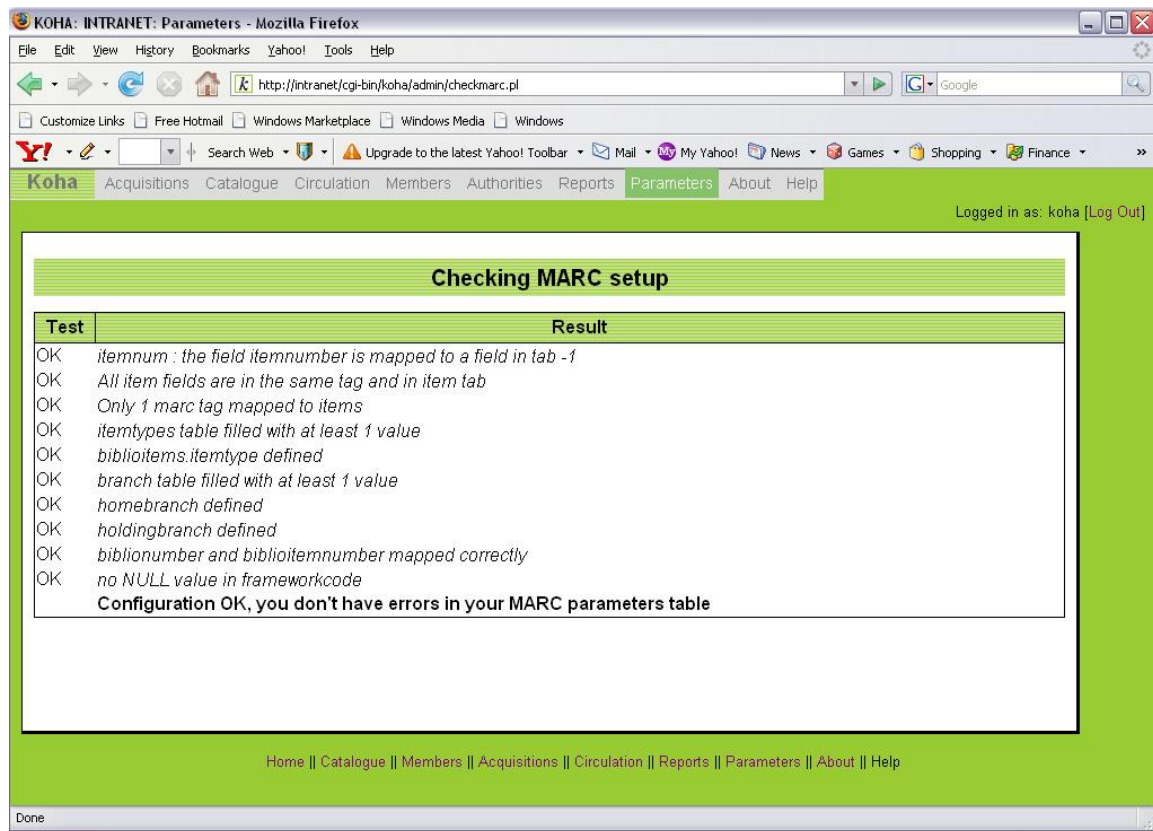 KOHA: INTRANET: Parameters - Mozilla Firefox
File Edit View History Bookmarks Yahoo! Tools Help
http://intranet/cgi-bin/koha/admin/checkmarc.pl Google
Customize Links Free Hotmail Windows Marketplace Windows Media Windows
Y! Search Web Upgrade to the latest Yahoo! Toolbar Mail My Yahoo! News Games Shopping Finance »
Koha Acquisitions Catalogue Circulation Members Authorities Reports Parameters About Help
Logged in as: koha [Log Out]
Checking MARC setup
Test Result
OK itemnum : the field itemnumber is mapped to a field in tab -1
OK All item fields are in the same tag and in item tab
OK Only 1 marc tag mapped to items
OK itemtypes table filled with at least 1 value
OK biblioitems.itemtype defined
OK branch table filled with at least 1 value
OK homebranch defined
OK holdingbranch defined
OK biblionumber and biblioitemnumber mapped correctly
OK no NULL value in frameworkcode
Configuration OK, you don't have errors in your MARC parameters table
Home || Catalogue || Members || Acquisitions || Circulation || Reports || Parameters || About || Help
Done